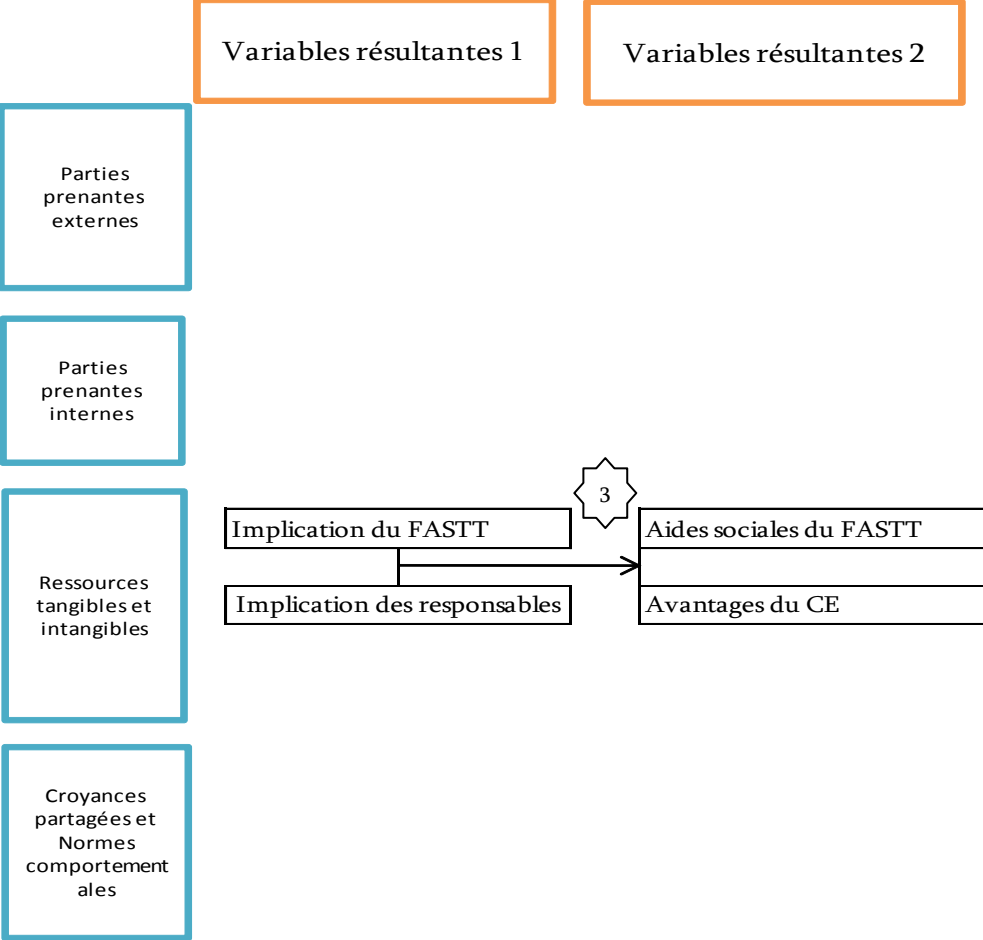 Variables résultantes 1
Variables résultantes 2
Parties
prenantes
externes
Parties
prenantes
internes
3
Implication du FASTT
Aides sociales du FASTT
Ressources
tangibles et
intangibles
Implication des responsables
Avantages du CE
Croyances
partagées et
Normes
comportement
ales